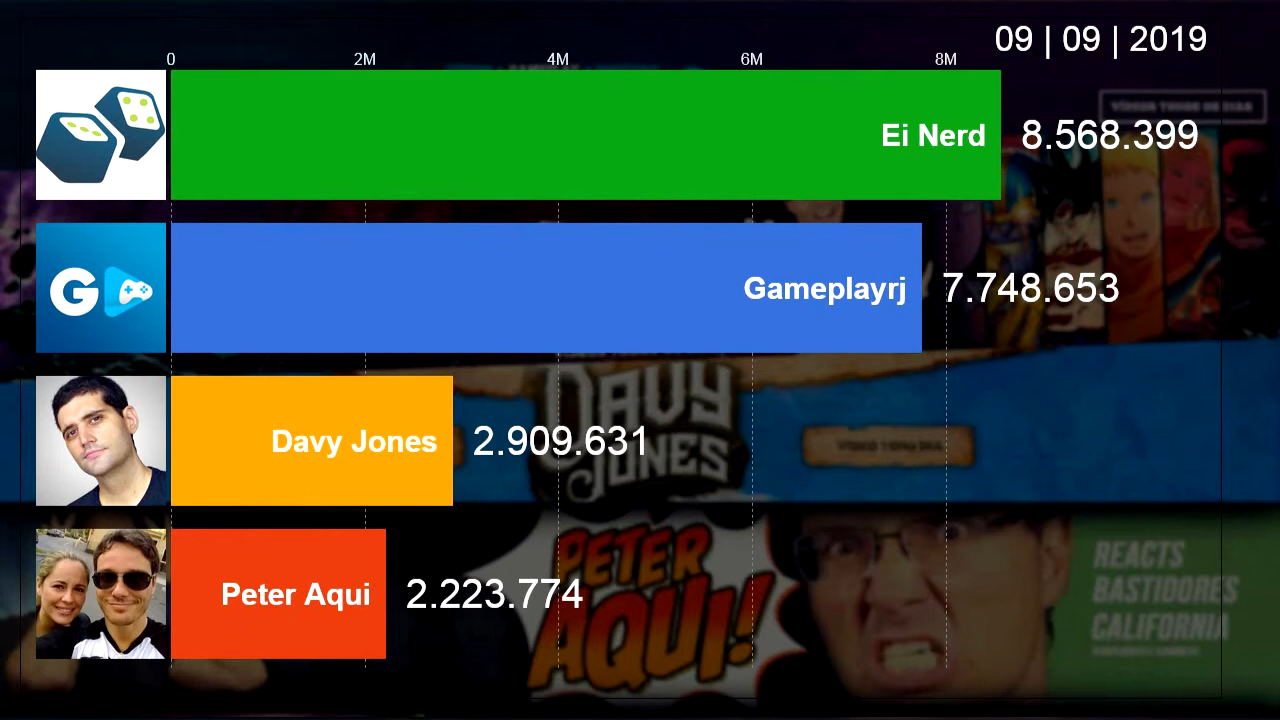 09 | 09 | 2019
0 2M 4M 6M 8M
Ei Nerd 8.568.399
G
Gameplayrj 7.748.653
DAVY
JONES
Davy Jones 2.909.631
Peter Aqui 2.223.774
PETER
AQUI!
REACTS
BASTIDORES
CALIFORNIA